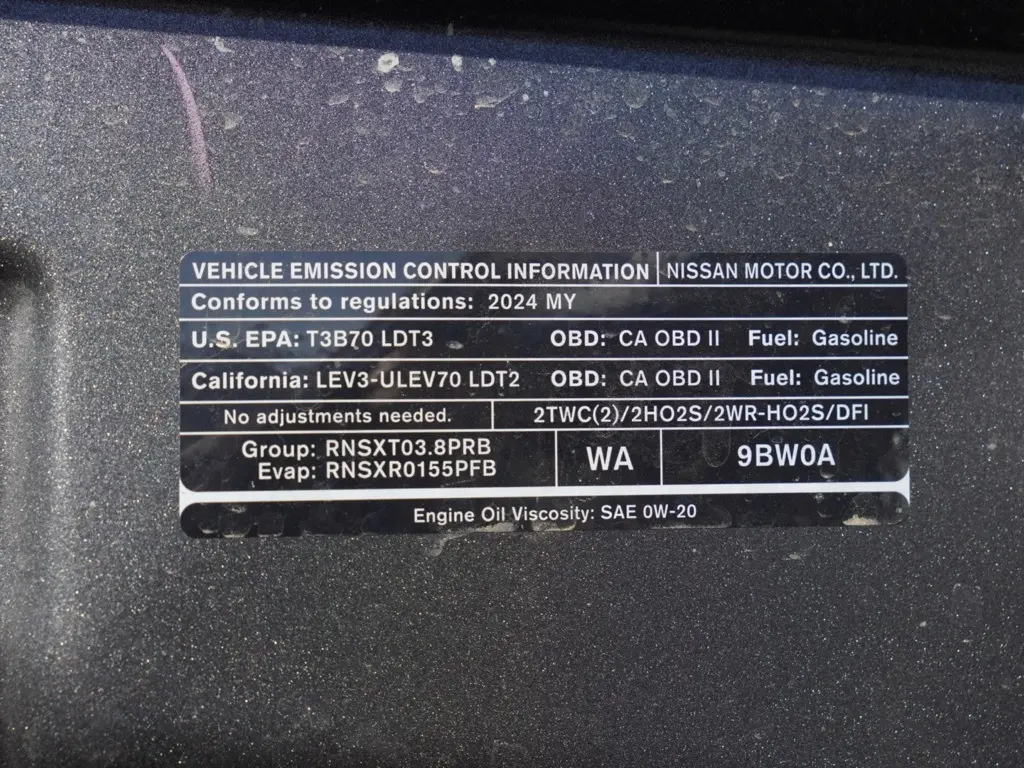 VEHICLE EMISSION CONTROL INFORMATION NISSAN MOTOR CO., LTD.
Conforms to regulations: 2024 MY
U.S. EPA: T3B70 LDT3 OBD: CA OBD II Fuel: Gasoline
California: LEV3-ULEV70 LDT2 OBD: CA OBD II Fuel: Gasoline
No adjustments needed. 2TWC(2)/2HO2S/2WR-HO2S/DFI
Group: RNSXT03.8PRB
Evap: RNSXR0155PFB
WA 9BW0A
Engine Oil Viscosity: SAE 0W-20